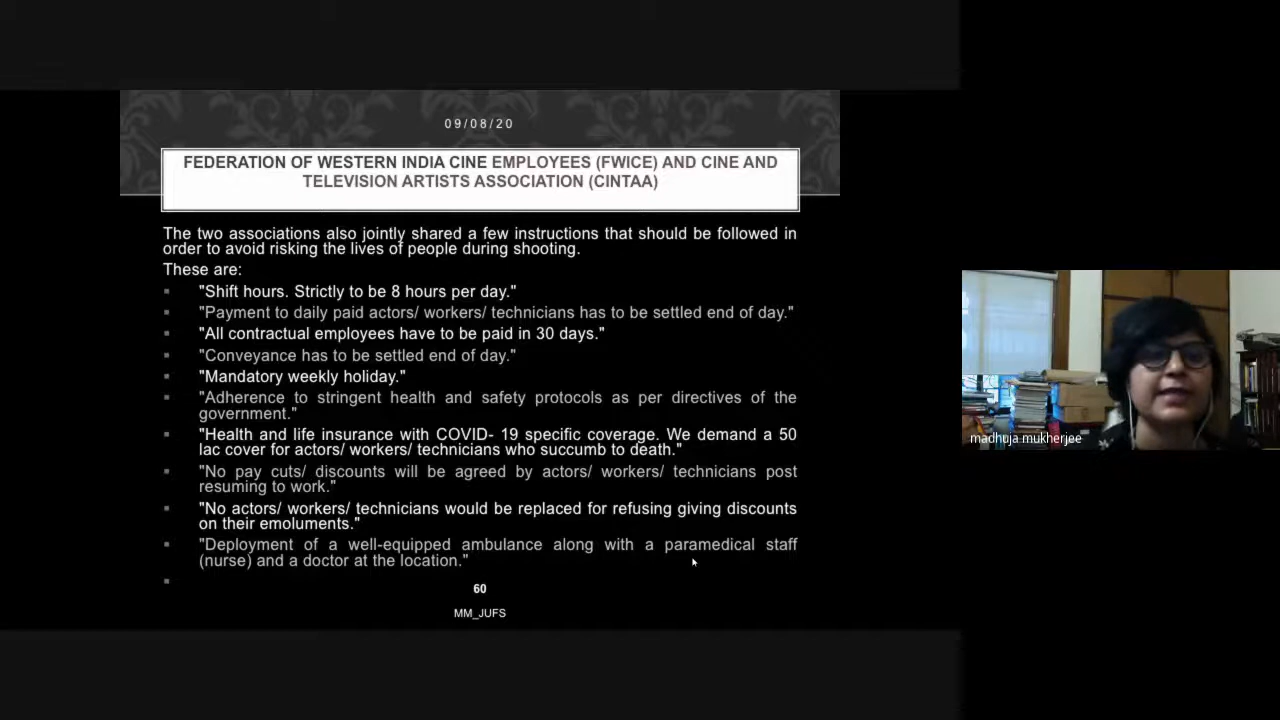 09/08/20
FEDERATION OF WESTERN INDIA CINE EMPLOYEES (FWICE) AND CINE AND
TELEVISION ARTISTS ASSOCIATION (CINTAA)
The two associations also jointly shared a few instructions that should be followed in
order to avoid risking the lives of people during shooting.
These are:
"Shift hours. Strictly to be 8 hours per day."
"Payment to daily paid actors/ workers/ technicians has to be settled end of day."
"All contractual employees have to be paid in 30 days."
"Conveyance has to be settled end of day."
"Mandatory weekly holiday."
"Adherence to stringent health and safety protocols as per directives of the
government."
"Health and life insurance with COVID- 19 specific coverage. We demand a 50
lac cover for actors/ workers/ technicians who succumb to death."
"No pay cuts/ discounts will be agreed by actors/ workers/ technicians post
resuming to work."
"No actors/ workers/ technicians would be replaced for refusing giving discounts
on their emoluments."
"Deployment of a well-equipped ambulance along with a paramedical staff
(nurse) and a doctor at the location."
60
MM_JUFS
madhuja mukherjee